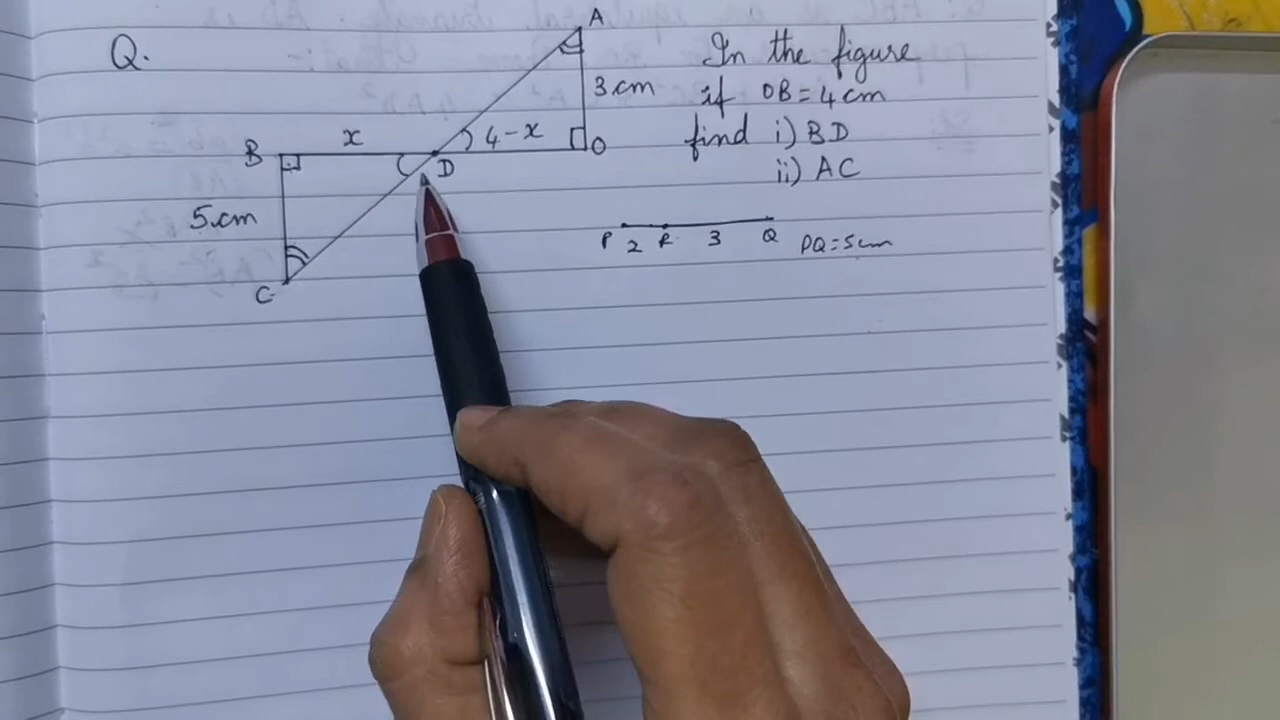 Q.
A
In the figure
3 cm
if OB = 4 cm
x
4-x
O
find i) BD
B
D
ii) AC
5 cm
P 2 R 3 Q PQ = 5 cm
C